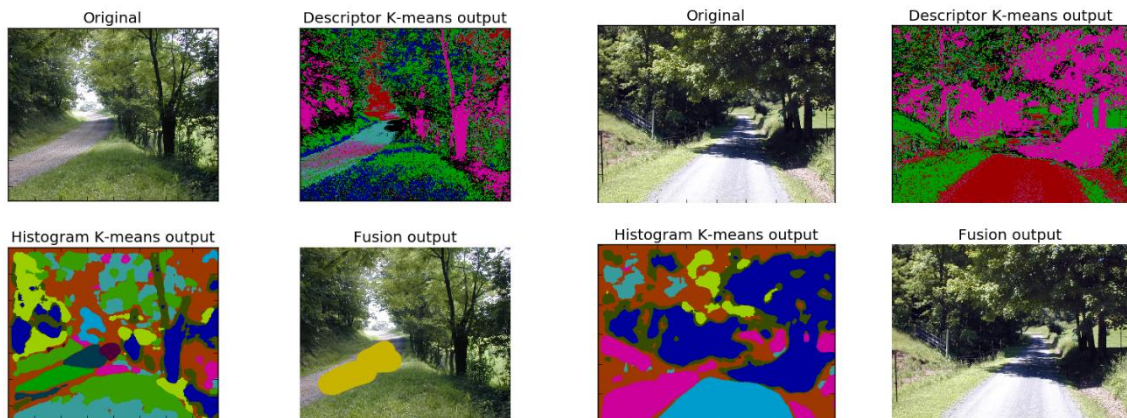 Original
Descriptor K-means output
Original
Descriptor K-means output
Histogram K-means output
Fusion output
Histogram K-means output
Fusion output